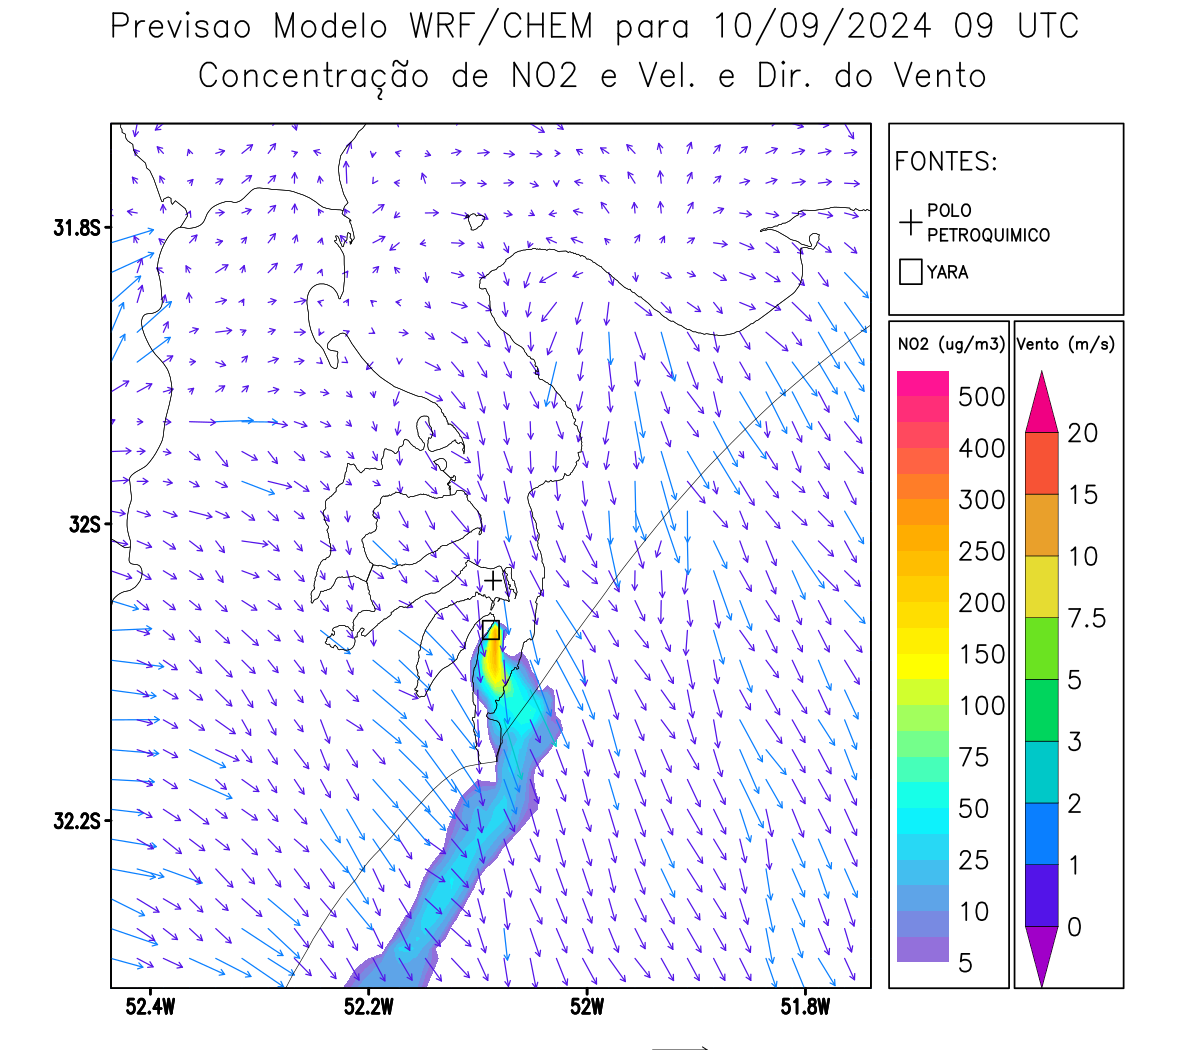 Previsao Modelo WRF/CHEM para 10/09/2024 09 UTC
Concentração de NO2 e Vel. e Dir. do Vento
FONTES:
POLO
PETROQUIMICO
YARA
NO2 (ug/m3)
500
400
300
250
200
150
100
75
50
25
10
5
Vento (m/s)
20
15
10
7.5
5
3
2
1
0
31.8S
32S
32.2S
52.4W
52.2W
52W
51.8W